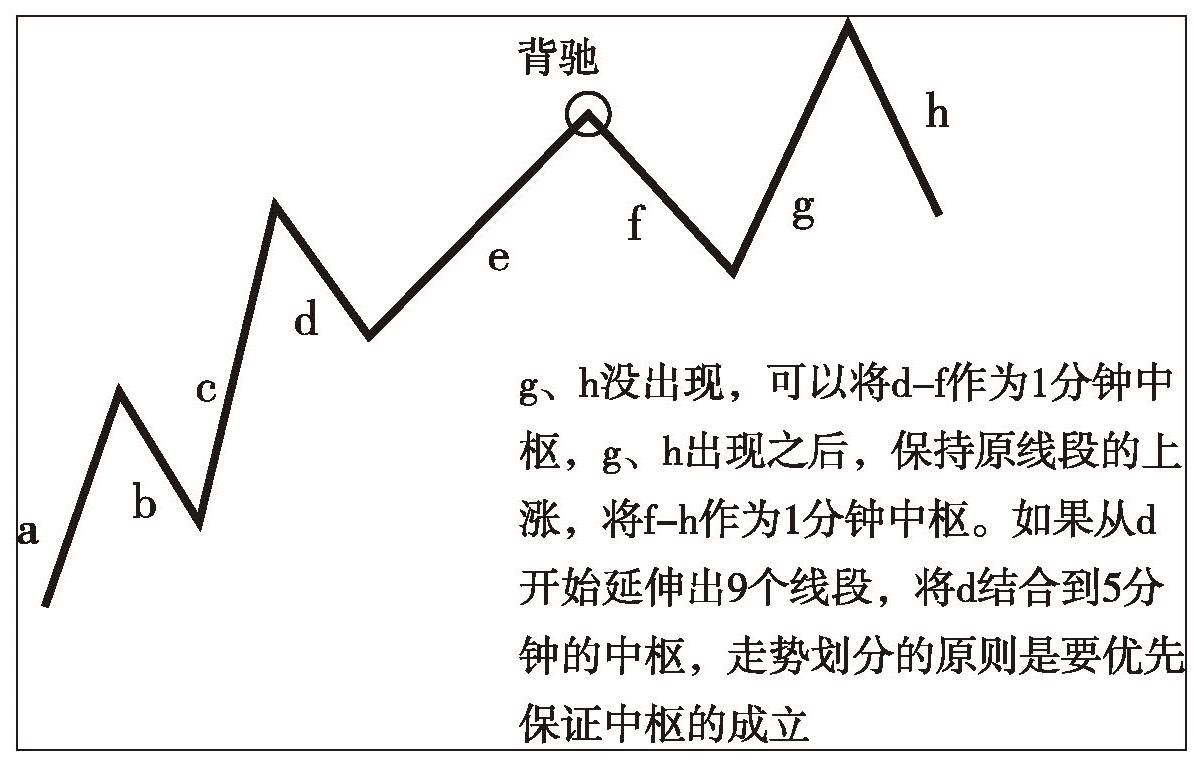 背驰
h
g
f
e
d
c
b
a
g、h没出现，可以将d–f作为1分钟中
枢，g、h出现之后，保持原线段的上
涨，将f–h作为1分钟中枢。如果从d
开始延伸出9个线段，将d结合到5分
钟的中枢，走势划分的原则是要优先
保证中枢的成立